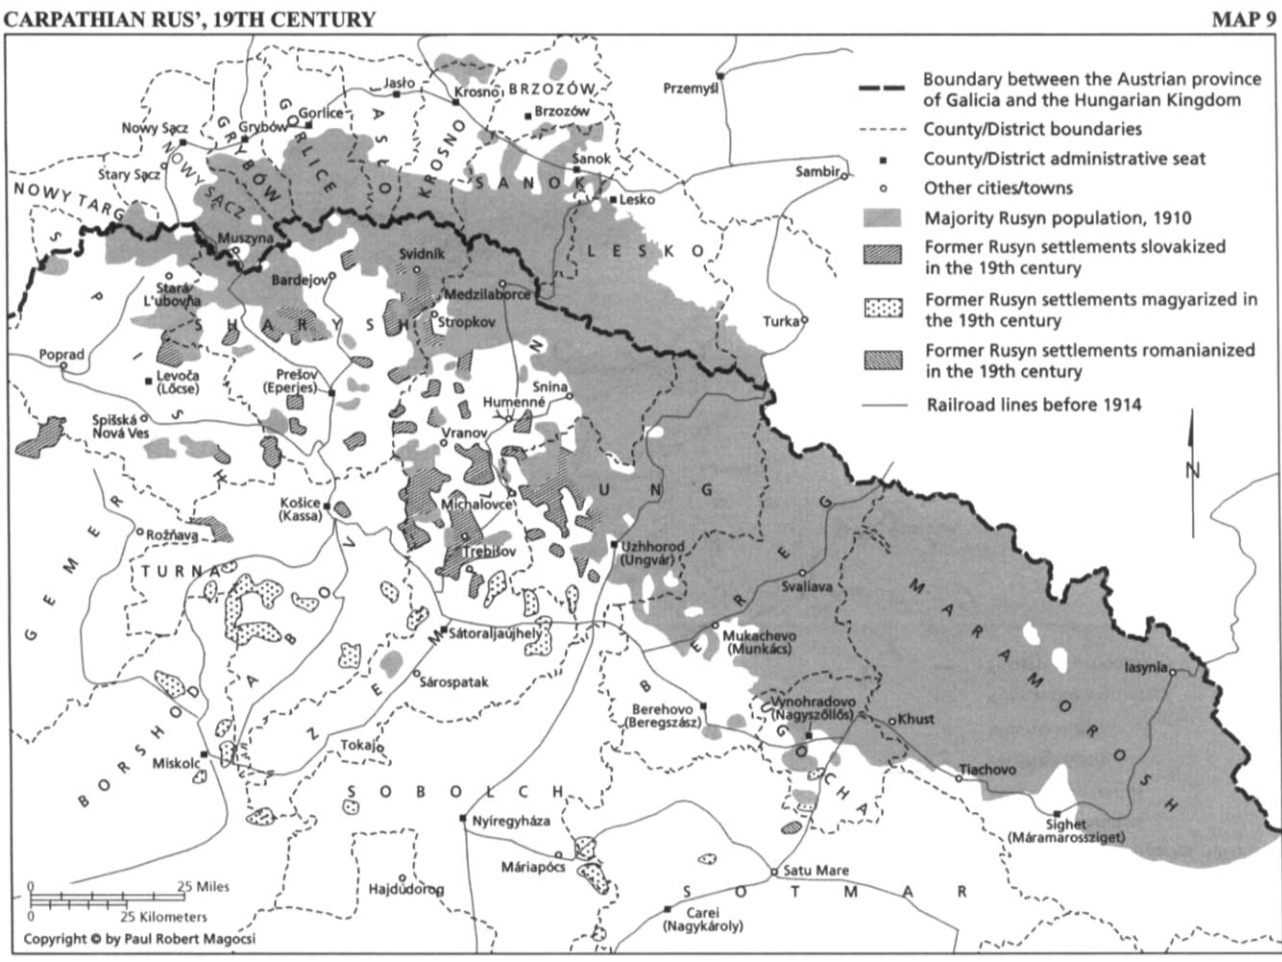 CARPATHIAN RUS', 19TH CENTURY
MAP 9
Boundary between the Austrian province
of Galicia and the Hungarian Kingdom
County/District boundaries
County/District administrative seat
Other cities/towns
Majority Rusyn population, 1910
Former Rusyn settlements slovakized
in the 19th century
Former Rusyn settlements magyarized in
the 19th century
Former Rusyn settlements romanianized
in the 19th century
Railroad lines before 1914
N
Jasło
Krosno
BRZOZÓW
Brzozów
Przemyśl
Gorlice
Nowy Sącz
Grybów
GORLICE
GRYBÓW
JASŁO
KROSNO
Stary Sącz
NOWY SĄCZ
NOWY TARG
Sanok
SANOK
Lesko
LESKO
Sambir
Turka
Muszyna
Svidník
Bardejov
Medzilaborce
Stará
L'ubovňa
SHARYSH
Stropkov
SPISH
Poprad
Levoča
(Lőcse)
Prešov
(Eperjes)
Snina
Humenné
Spišská
Nová Ves
Vranov
Michalovce
UNG
Košice
(Kassa)
Rožňava
Trebišov
Uzhhorod
(Ungvár)
TURNA
GEMER
ABOV
ZEMPLYN
Svaliava
BEREG
MARAMOROSH
Sátoraljaújhely
Mukachevo
(Munkács)
Iasynia
Sárospatak
Berehovo
(Beregszász)
Vynohradovo
(Nagyszőllős)
Khust
UGOCHA
BORSHOD
Miskolc
Tokaj
Tiachovo
SOBOLCH
Sighet
(Máramarossziget)
Nyíregyháza
Máriapócs
Satu Mare
Hajdúdorog
SOTMAR
Carei
(Nagykároly)
0 25 Miles
0 25 Kilometers
Copyright © by Paul Robert Magocsi